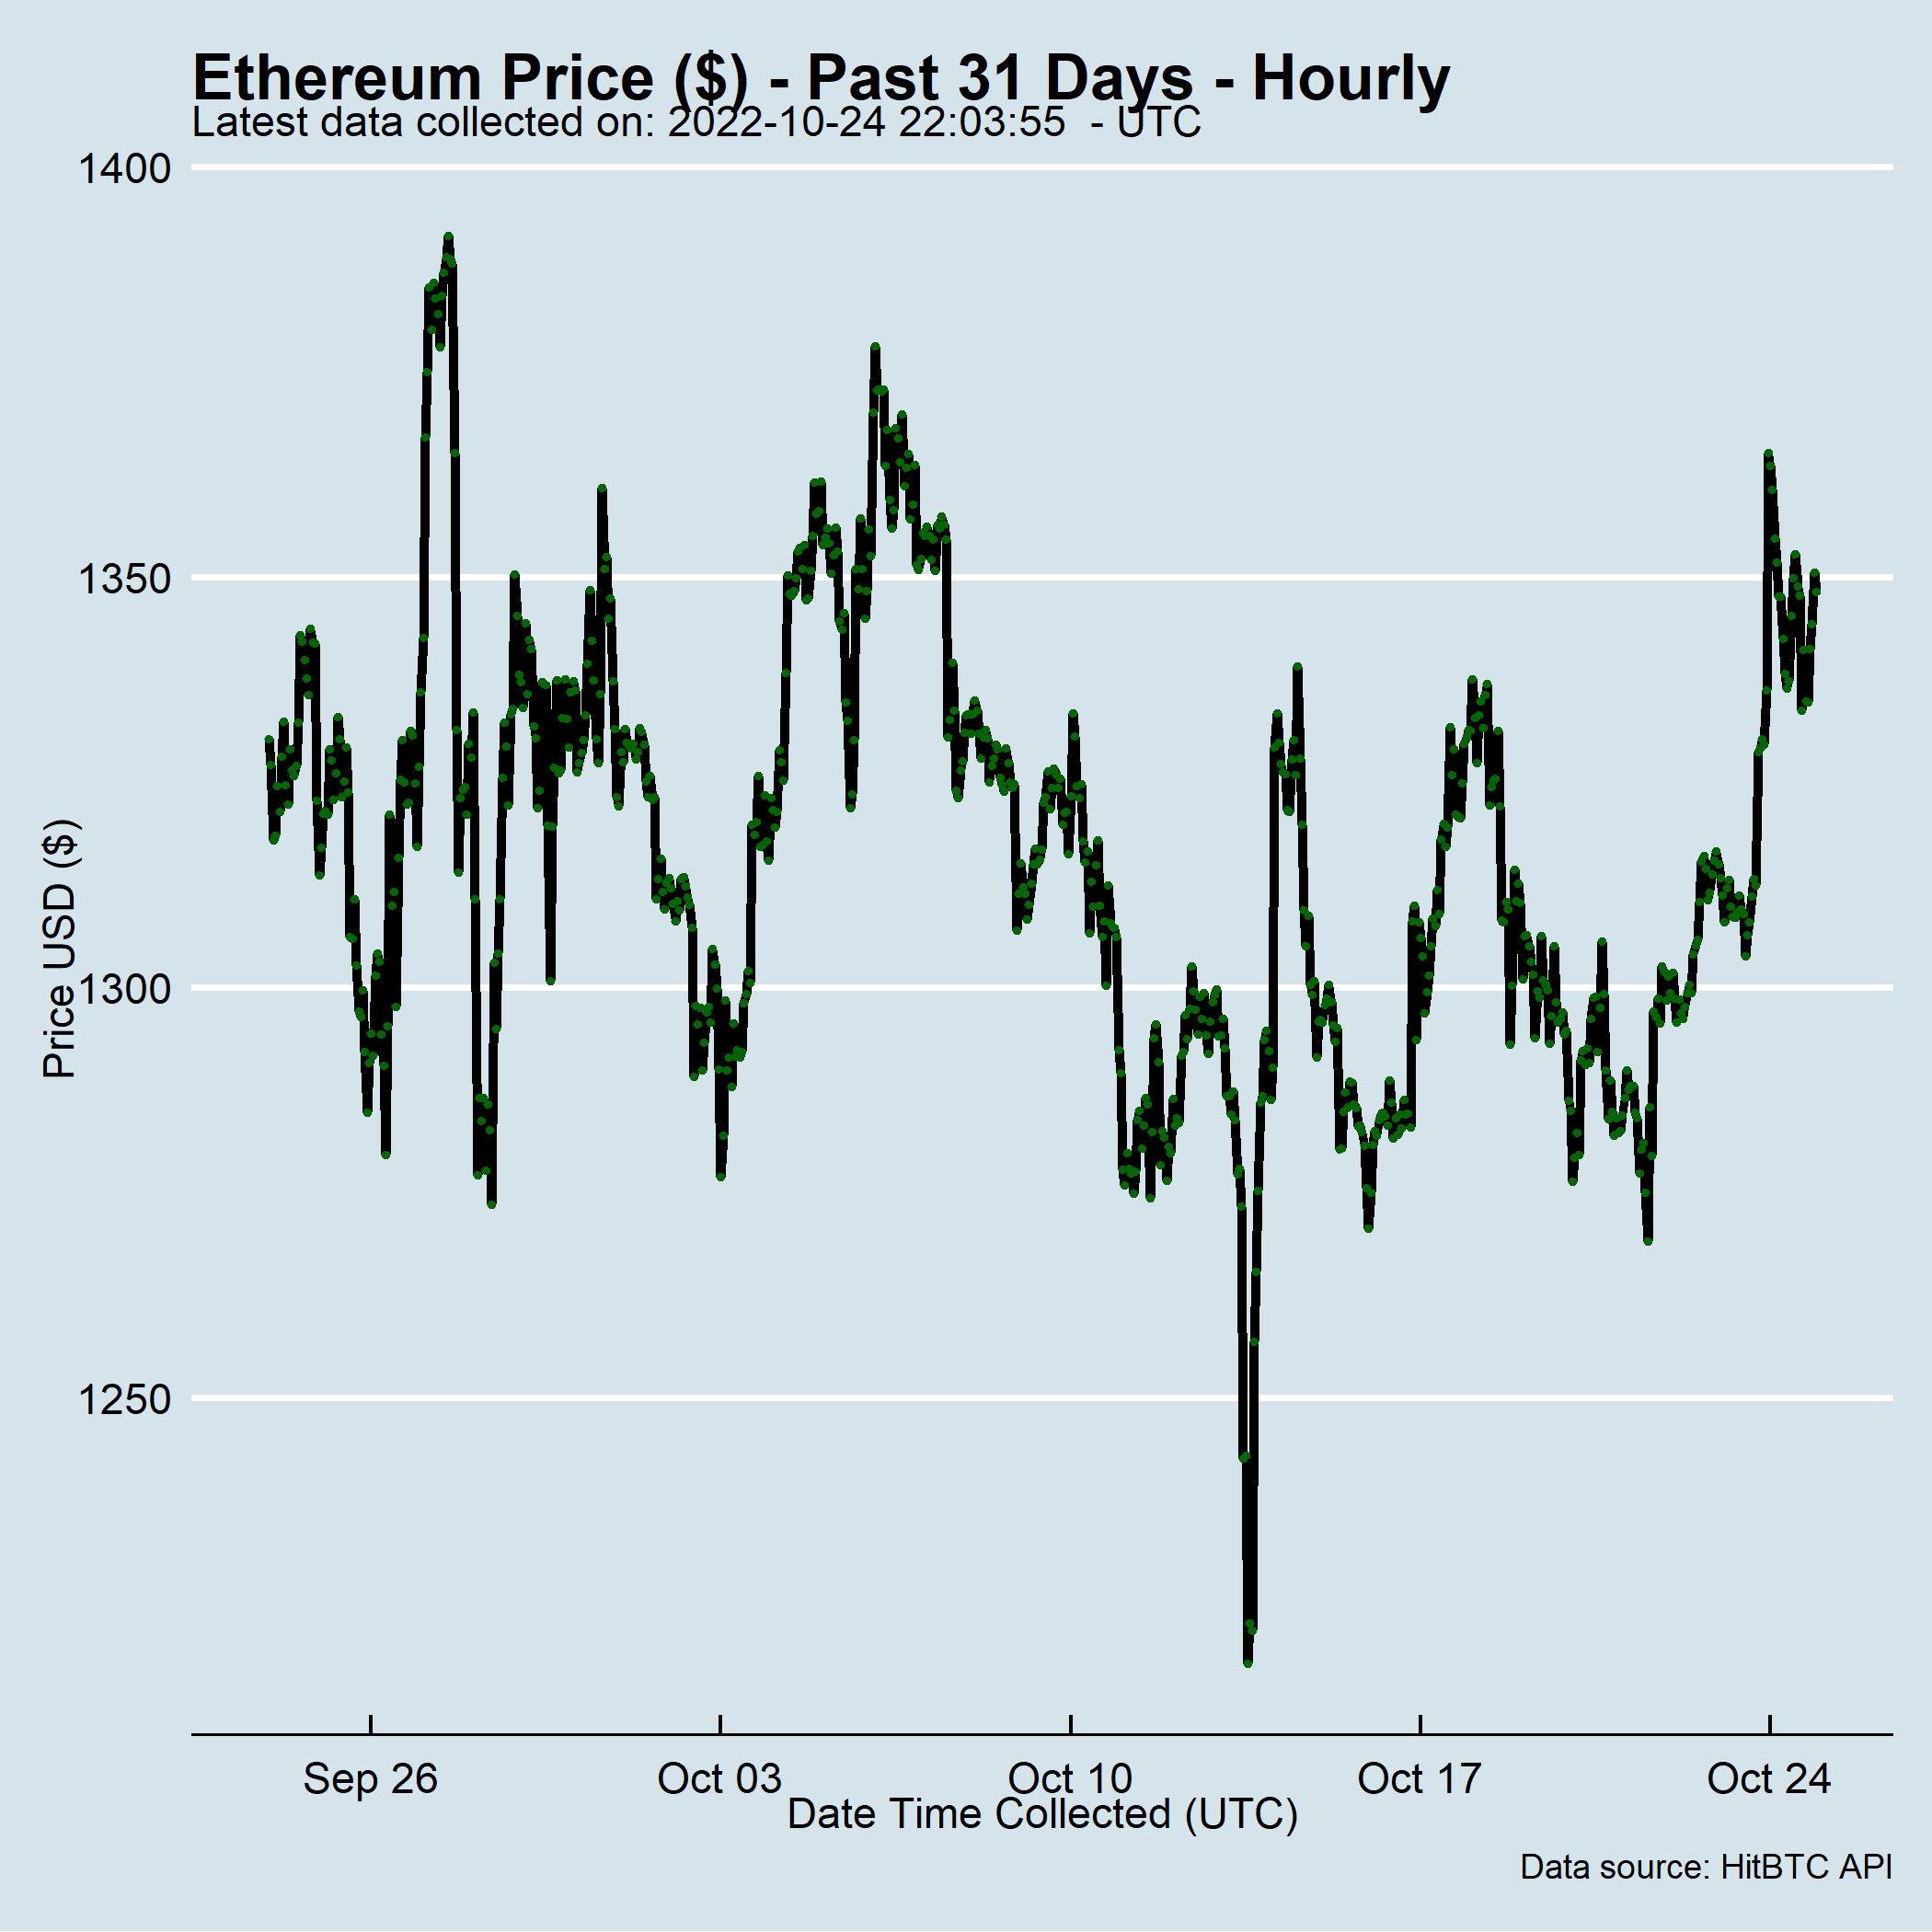 Ethereum Price ($) - Past 31 Days - Hourly
Latest data collected on: 2022-10-24 22:03:55  - UTC
1400
1350
1300
1250
Price USD ($)
Sep 26
Oct 03
Oct 10
Oct 17
Oct 24
Date Time Collected (UTC)
Data source: HitBTC API